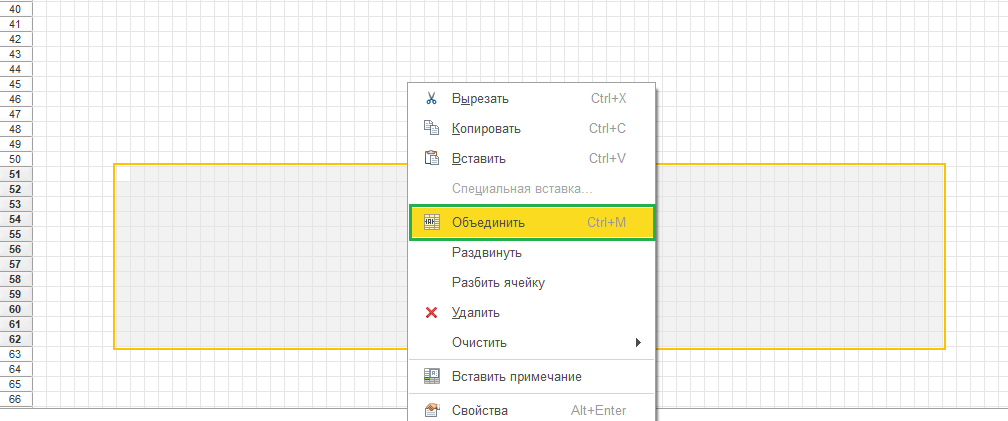 40
41
42
43
44
45
46
47
48
49
50
51
52
53
54
55
56
57
58
59
60
61
62
63
64
65
66
Вырезать Ctrl+X
Копировать Ctrl+C
Вставить Ctrl+V
Специальная вставка...
Объединить Ctrl+M
Раздвинуть
Разбить ячейку
Удалить
Очистить
Вставить примечание
Свойства Alt+Enter